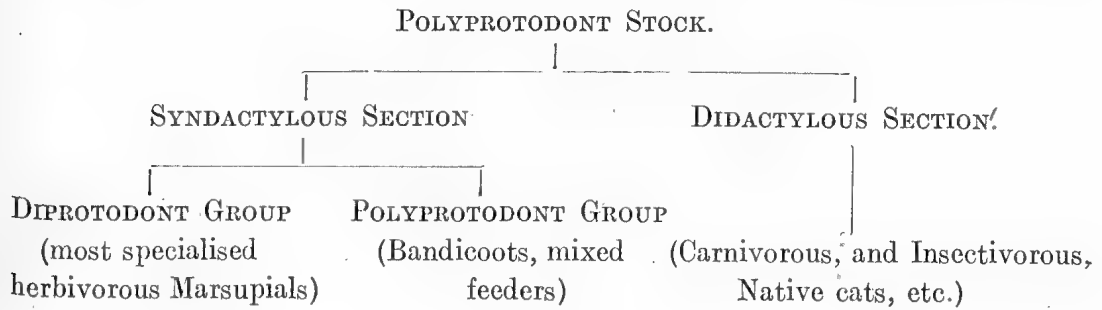 POLYPROTODONT STOCK.
SYNDACTYLOUS SECTION
DIDACTYLOUS SECTION.
DIPROTODONT GROUP
(most specialised
herbivorous Marsupials)
POLYPROTODONT GROUP
(Bandicoots, mixed
feeders)
(Carnivorous, and Insectivorous,
Native cats, etc.)